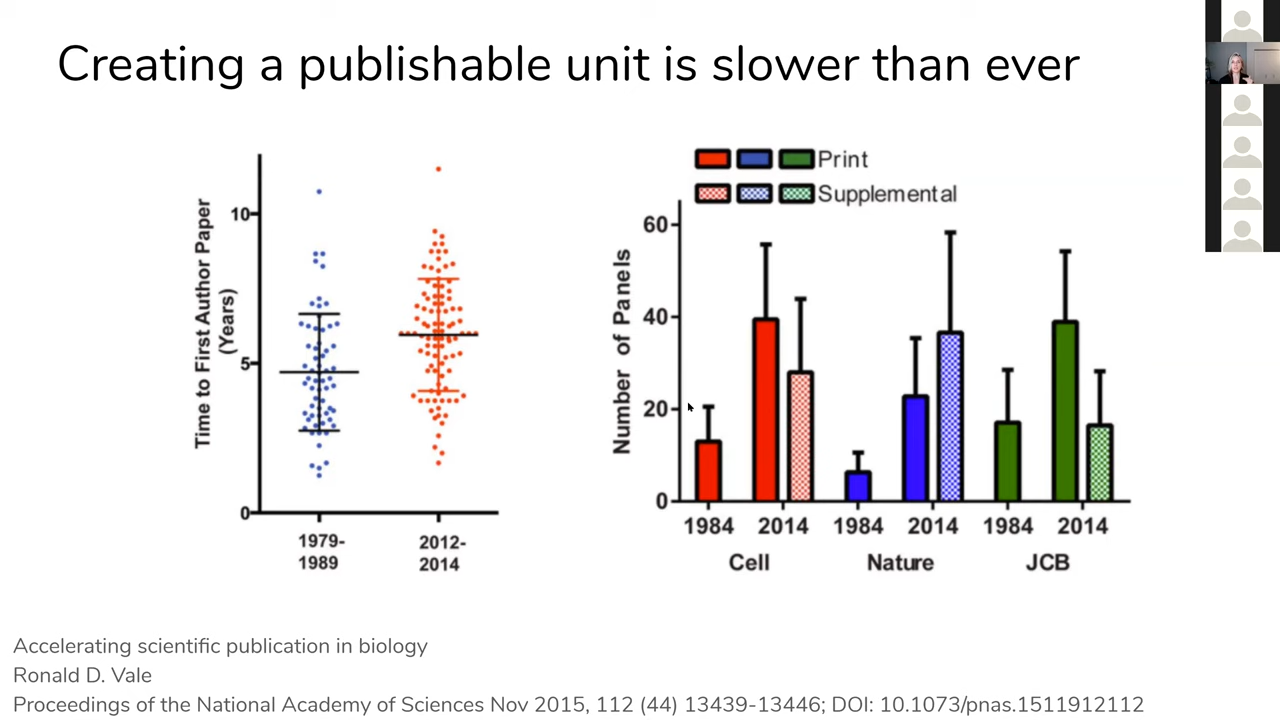 Creating a publishable unit is slower than ever
Time to First Author Paper
(Years)
10
5
0
1979-
1989
2012-
2014
Print
Supplemental
Number of Panels
60
40
20
0
1984
2014
1984
2014
1984
2014
Cell
Nature
JCB
Accelerating scientific publication in biology
Ronald D. Vale
Proceedings of the National Academy of Sciences Nov 2015, 112 (44) 13439-13446; DOI: 10.1073/pnas.1511912112